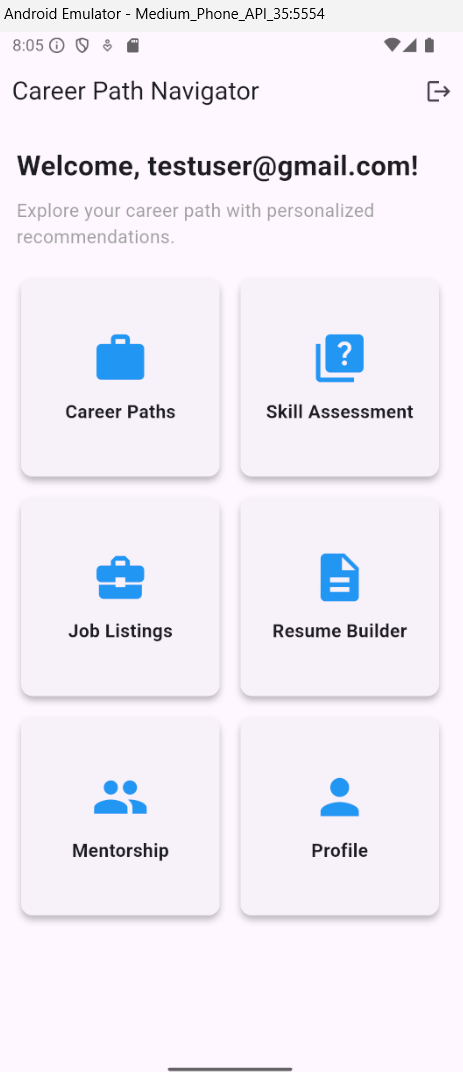 Android Emulator - Medium_Phone_API_35:5554
8:05
Career Path Navigator
Welcome, testuser@gmail.com!
Explore your career path with personalized
recommendations.
Career Paths
Skill Assessment
Job Listings
Resume Builder
Mentorship
Profile